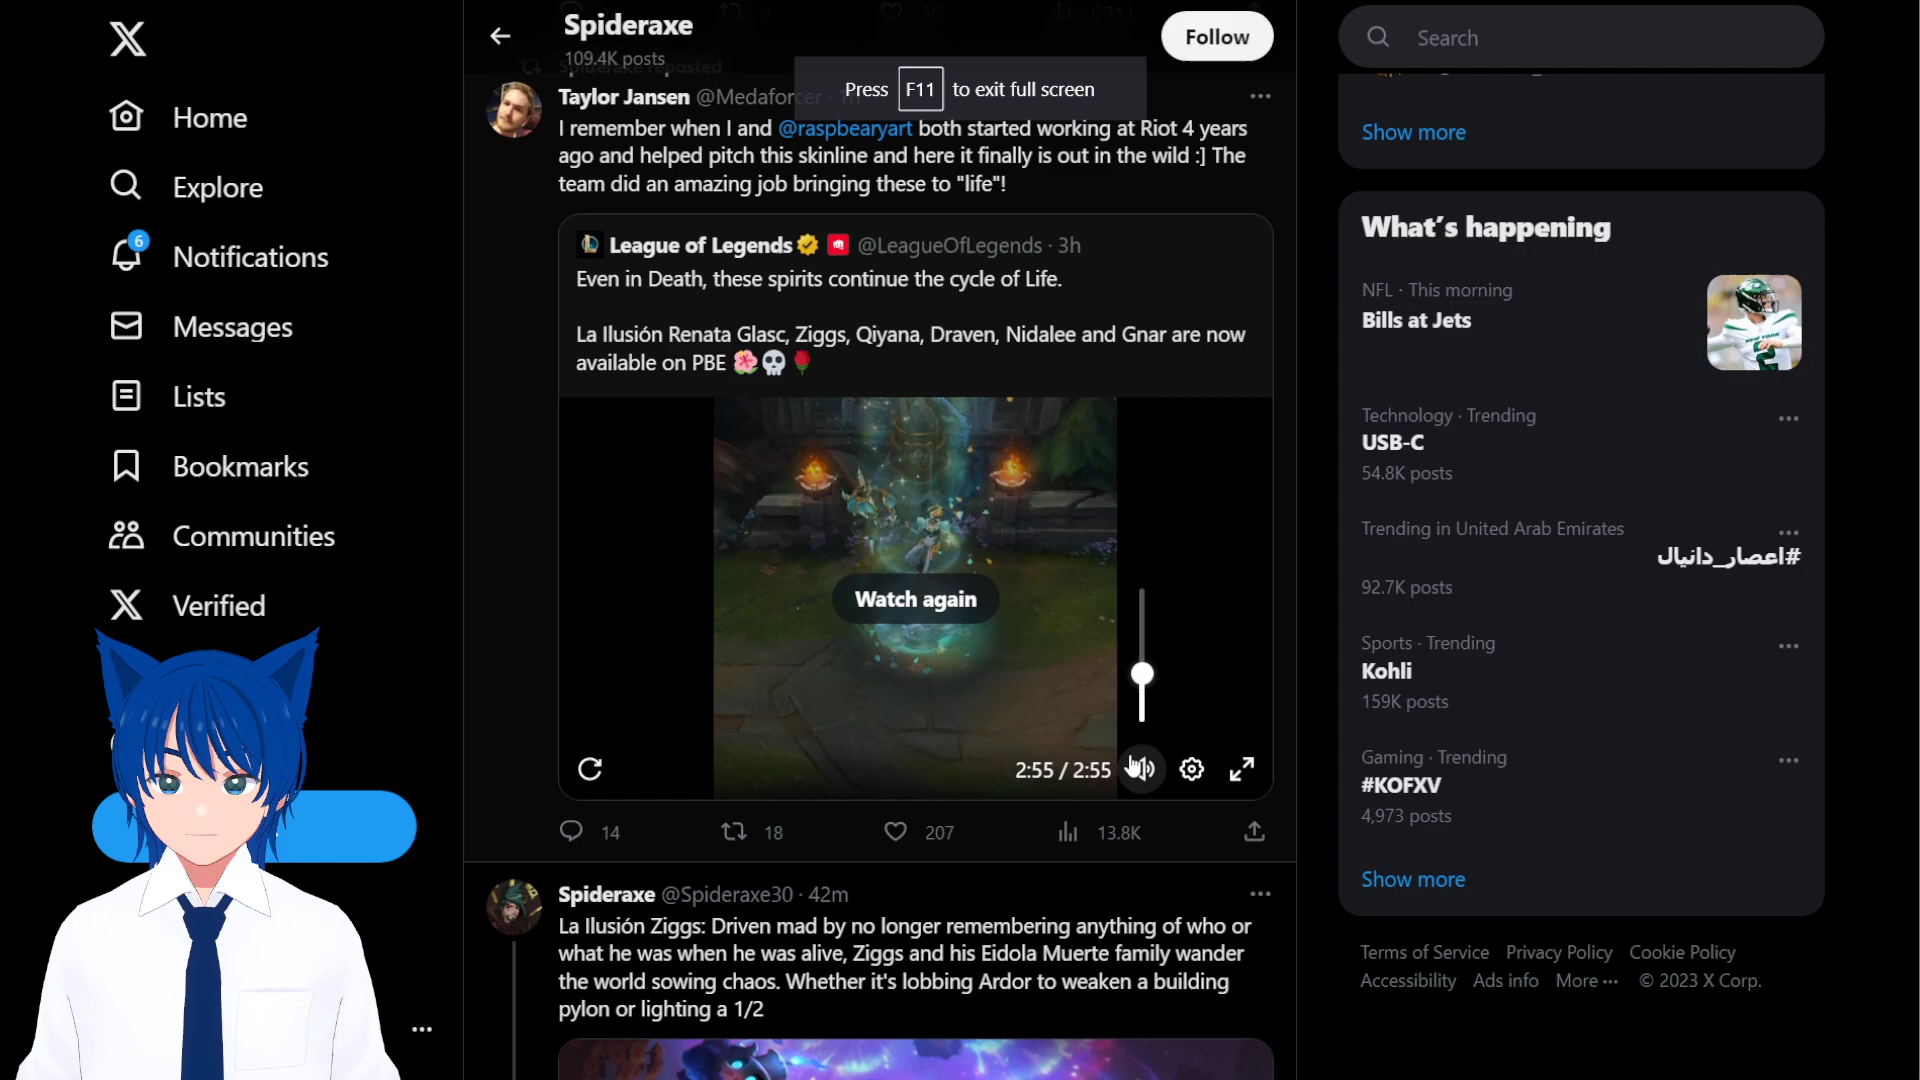 Home
Explore
6
Notifications
Messages
Lists
Bookmarks
Communities
Verified
Spideraxe
109.4K posts
Follow
Spideraxe reposted
Press F11 to exit full screen
Taylor Jansen @Medaforcer
I remember when I and @raspbearyart both started working at Riot 4 years
ago and helped pitch this skinline and here it finally is out in the wild :] The
team did an amazing job bringing these to "life"!
League of Legends @LeagueOfLegends · 3h
Even in Death, these spirits continue the cycle of Life.
La Ilusión Renata Glasc, Ziggs, Qiyana, Draven, Nidalee and Gnar are now
available on PBE 🌺💀🌹
Watch again
2:55 / 2:55
14
18
207
13.8K
Spideraxe @Spideraxe30 · 42m
La Ilusión Ziggs: Driven mad by no longer remembering anything of who or
what he was when he was alive, Ziggs and his Eidola Muerte family wander
the world sowing chaos. Whether it's lobbing Ardor to weaken a building
pylon or lighting a 1/2
Search
Show more
What's happening
NFL · This morning
Bills at Jets
Technology · Trending
USB-C
54.8K posts
Trending in United Arab Emirates
#اعصار_دانيال
92.7K posts
Sports · Trending
Kohli
159K posts
Gaming · Trending
#KOFXV
4,973 posts
Show more
Terms of Service Privacy Policy Cookie Policy
Accessibility Ads info More ··· © 2023 X Corp.